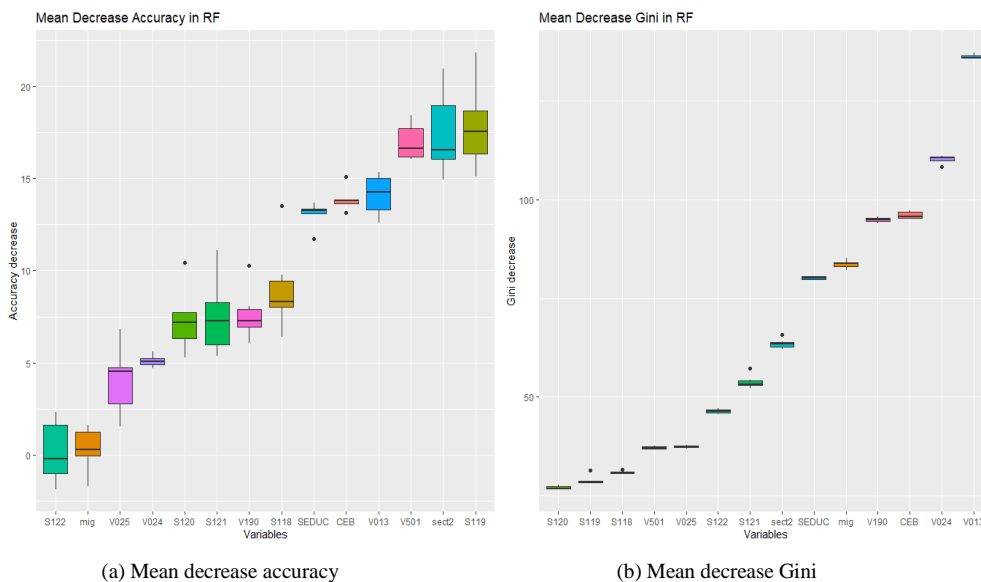 Mean Decrease Accuracy in RF
Accuracy decrease
20
15
10
5
0
S122 mig V025 V024 S120 S121 V190 S118 SEDUC CEB V013 V501 sect2 S119
Variables
(a) Mean decrease accuracy
Mean Decrease Gini in RF
Gini decrease
100
50
S120 S119 S118 V501 V025 S122 S121 sect2 SEDUC mig V190 CEB V024 V013
Variables
(b) Mean decrease Gini